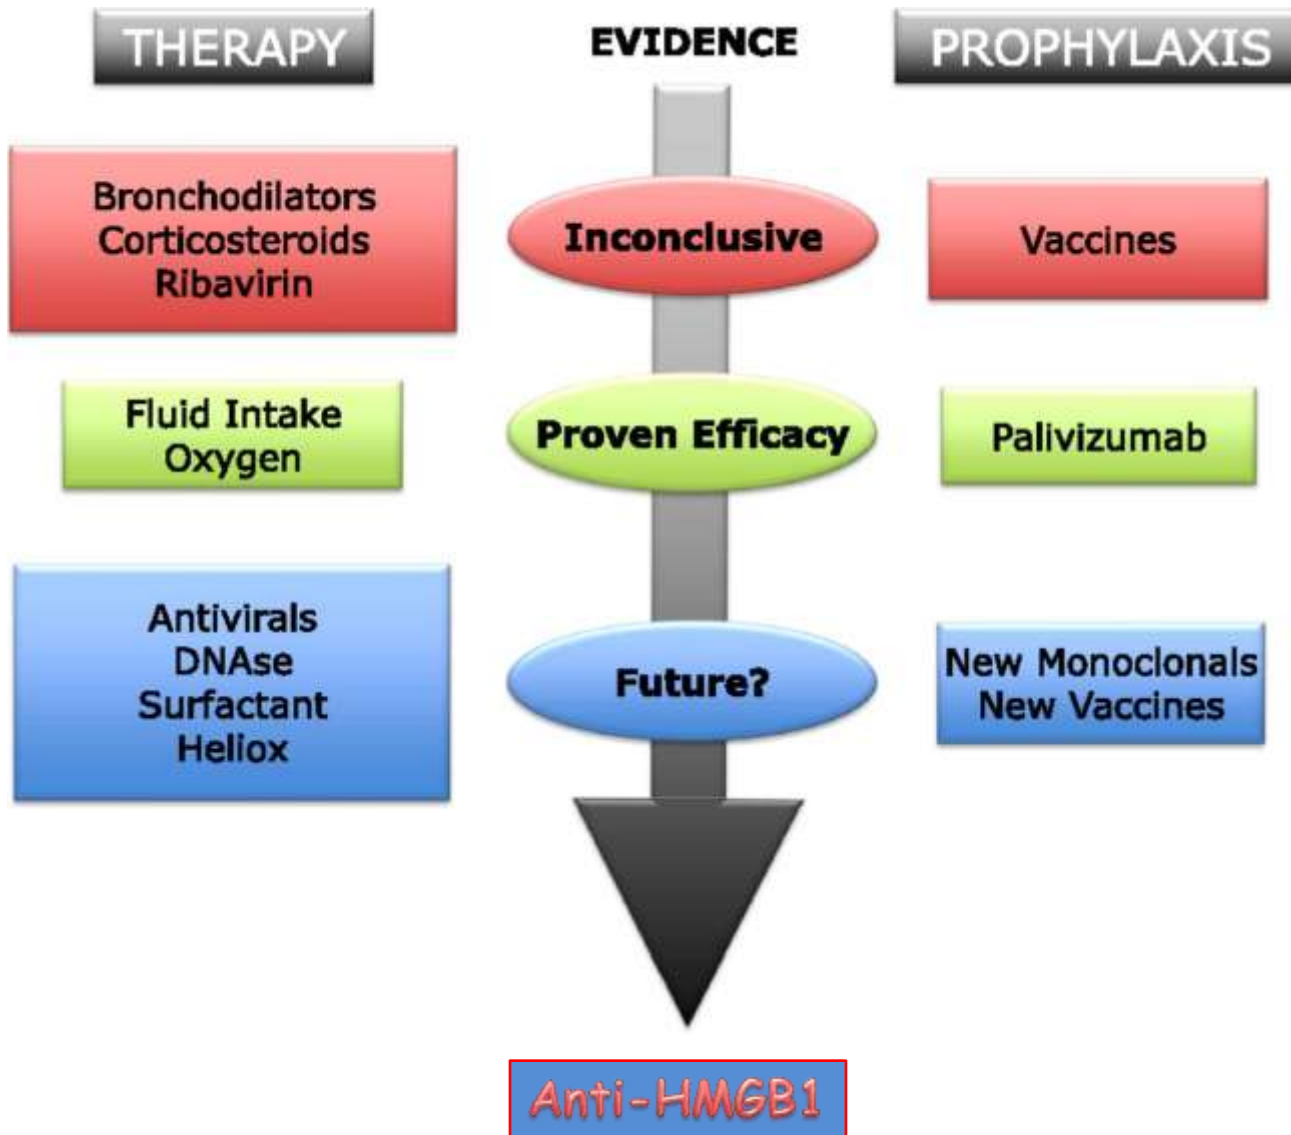 THERAPY
EVIDENCE
PROPHYLAXIS
Bronchodilators
Corticosteroids
Ribavirin
Inconclusive
Vaccines
Fluid Intake
Oxygen
Proven Efficacy
Palivizumab
Antivirals
DNAse
Surfactant
Heliox
Future?
New Monoclonals
New Vaccines
Anti-HMGB1